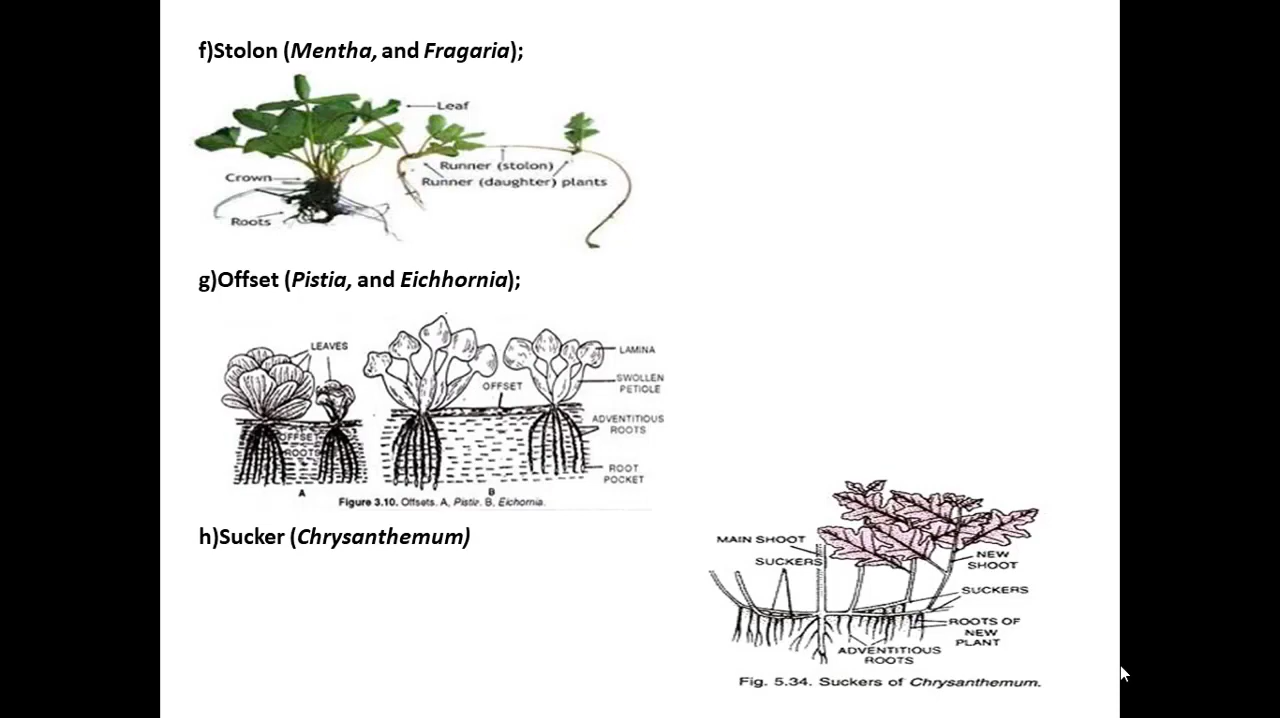 f)Stolon (Mentha, and Fragaria);
Leaf
Runner (stolon)
Crown
Runner (daughter) plants
Roots
g)Offset (Pistia, and Eichhornia);
LEAVES
LAMINA
SWOLLEN
PETIOLE
OFFSET
ADVENTITIOUS
ROOTS
OFFSET
ROOTS
ROOT
POCKET
A
B
Figure 3.10. Offsets. A, Pistia. B, Eichornia.
h)Sucker (Chrysanthemum)
MAIN SHOOT
SUCKERS
NEW
SHOOT
SUCKERS
ROOTS OF
NEW
PLANT
ADVENTITIOUS
ROOTS
Fig. 5.34. Suckers of Chrysanthemum.